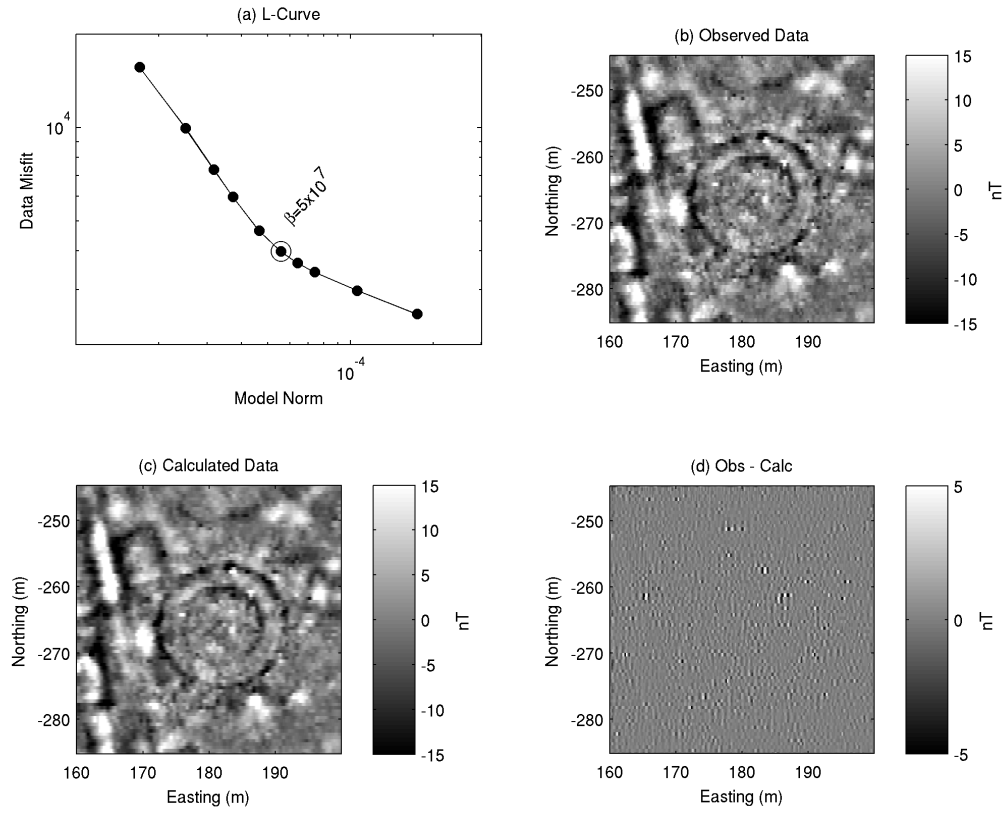 (a) L-Curve
10^4
Data Misfit
β=5x10^7
10^-4
Model Norm
(b) Observed Data
-250
-260
-270
-280
Northing (m)
160 170 180 190
Easting (m)
15
10
5
0
-5
-10
-15
nT
(c) Calculated Data
-250
-260
-270
-280
Northing (m)
160 170 180 190
Easting (m)
15
10
5
0
-5
-10
-15
nT
(d) Obs - Calc
-250
-260
-270
-280
Northing (m)
160 170 180 190
Easting (m)
5
0
-5
nT